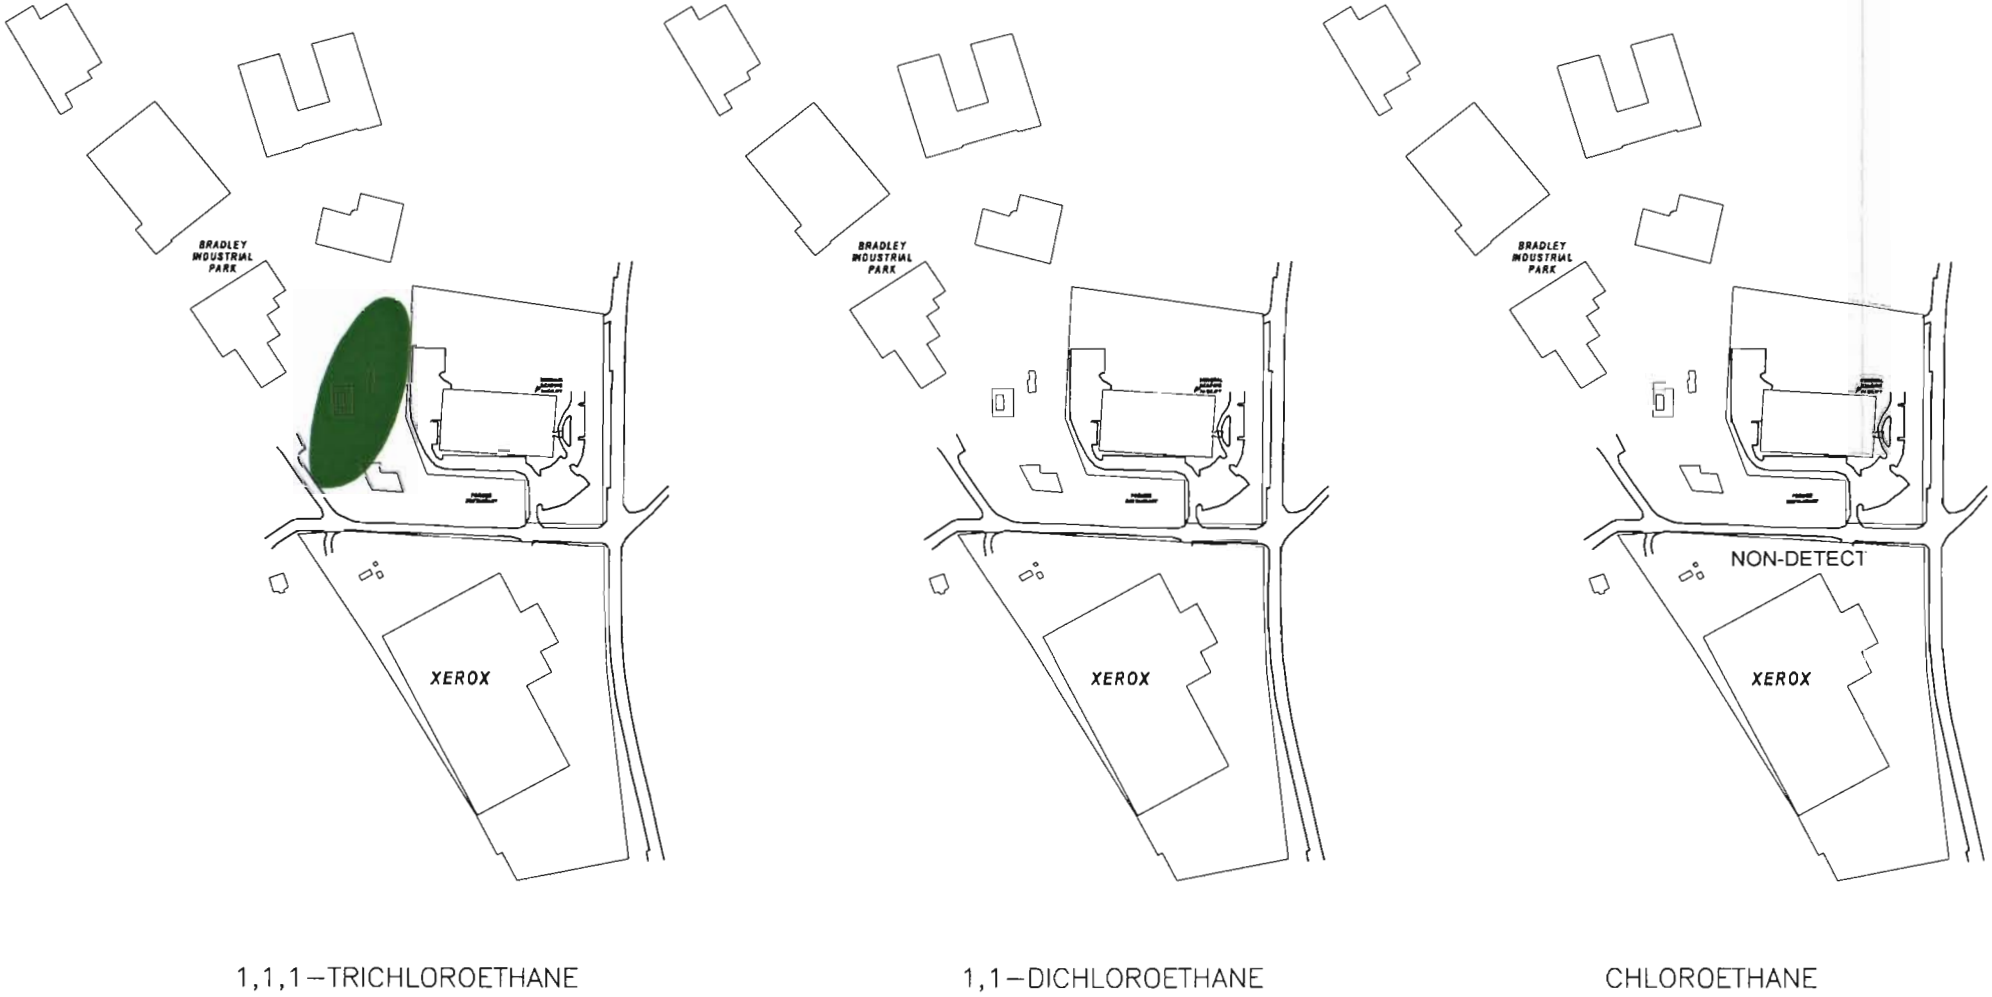 BRADLEY
INDUSTRIAL
PARK
XEROX
1,1,1-TRICHLOROETHANE
BRADLEY
INDUSTRIAL
PARK
XEROX
1,1-DICHLOROETHANE
BRADLEY
INDUSTRIAL
PARK
NON-DETECT
XEROX
CHLOROETHANE